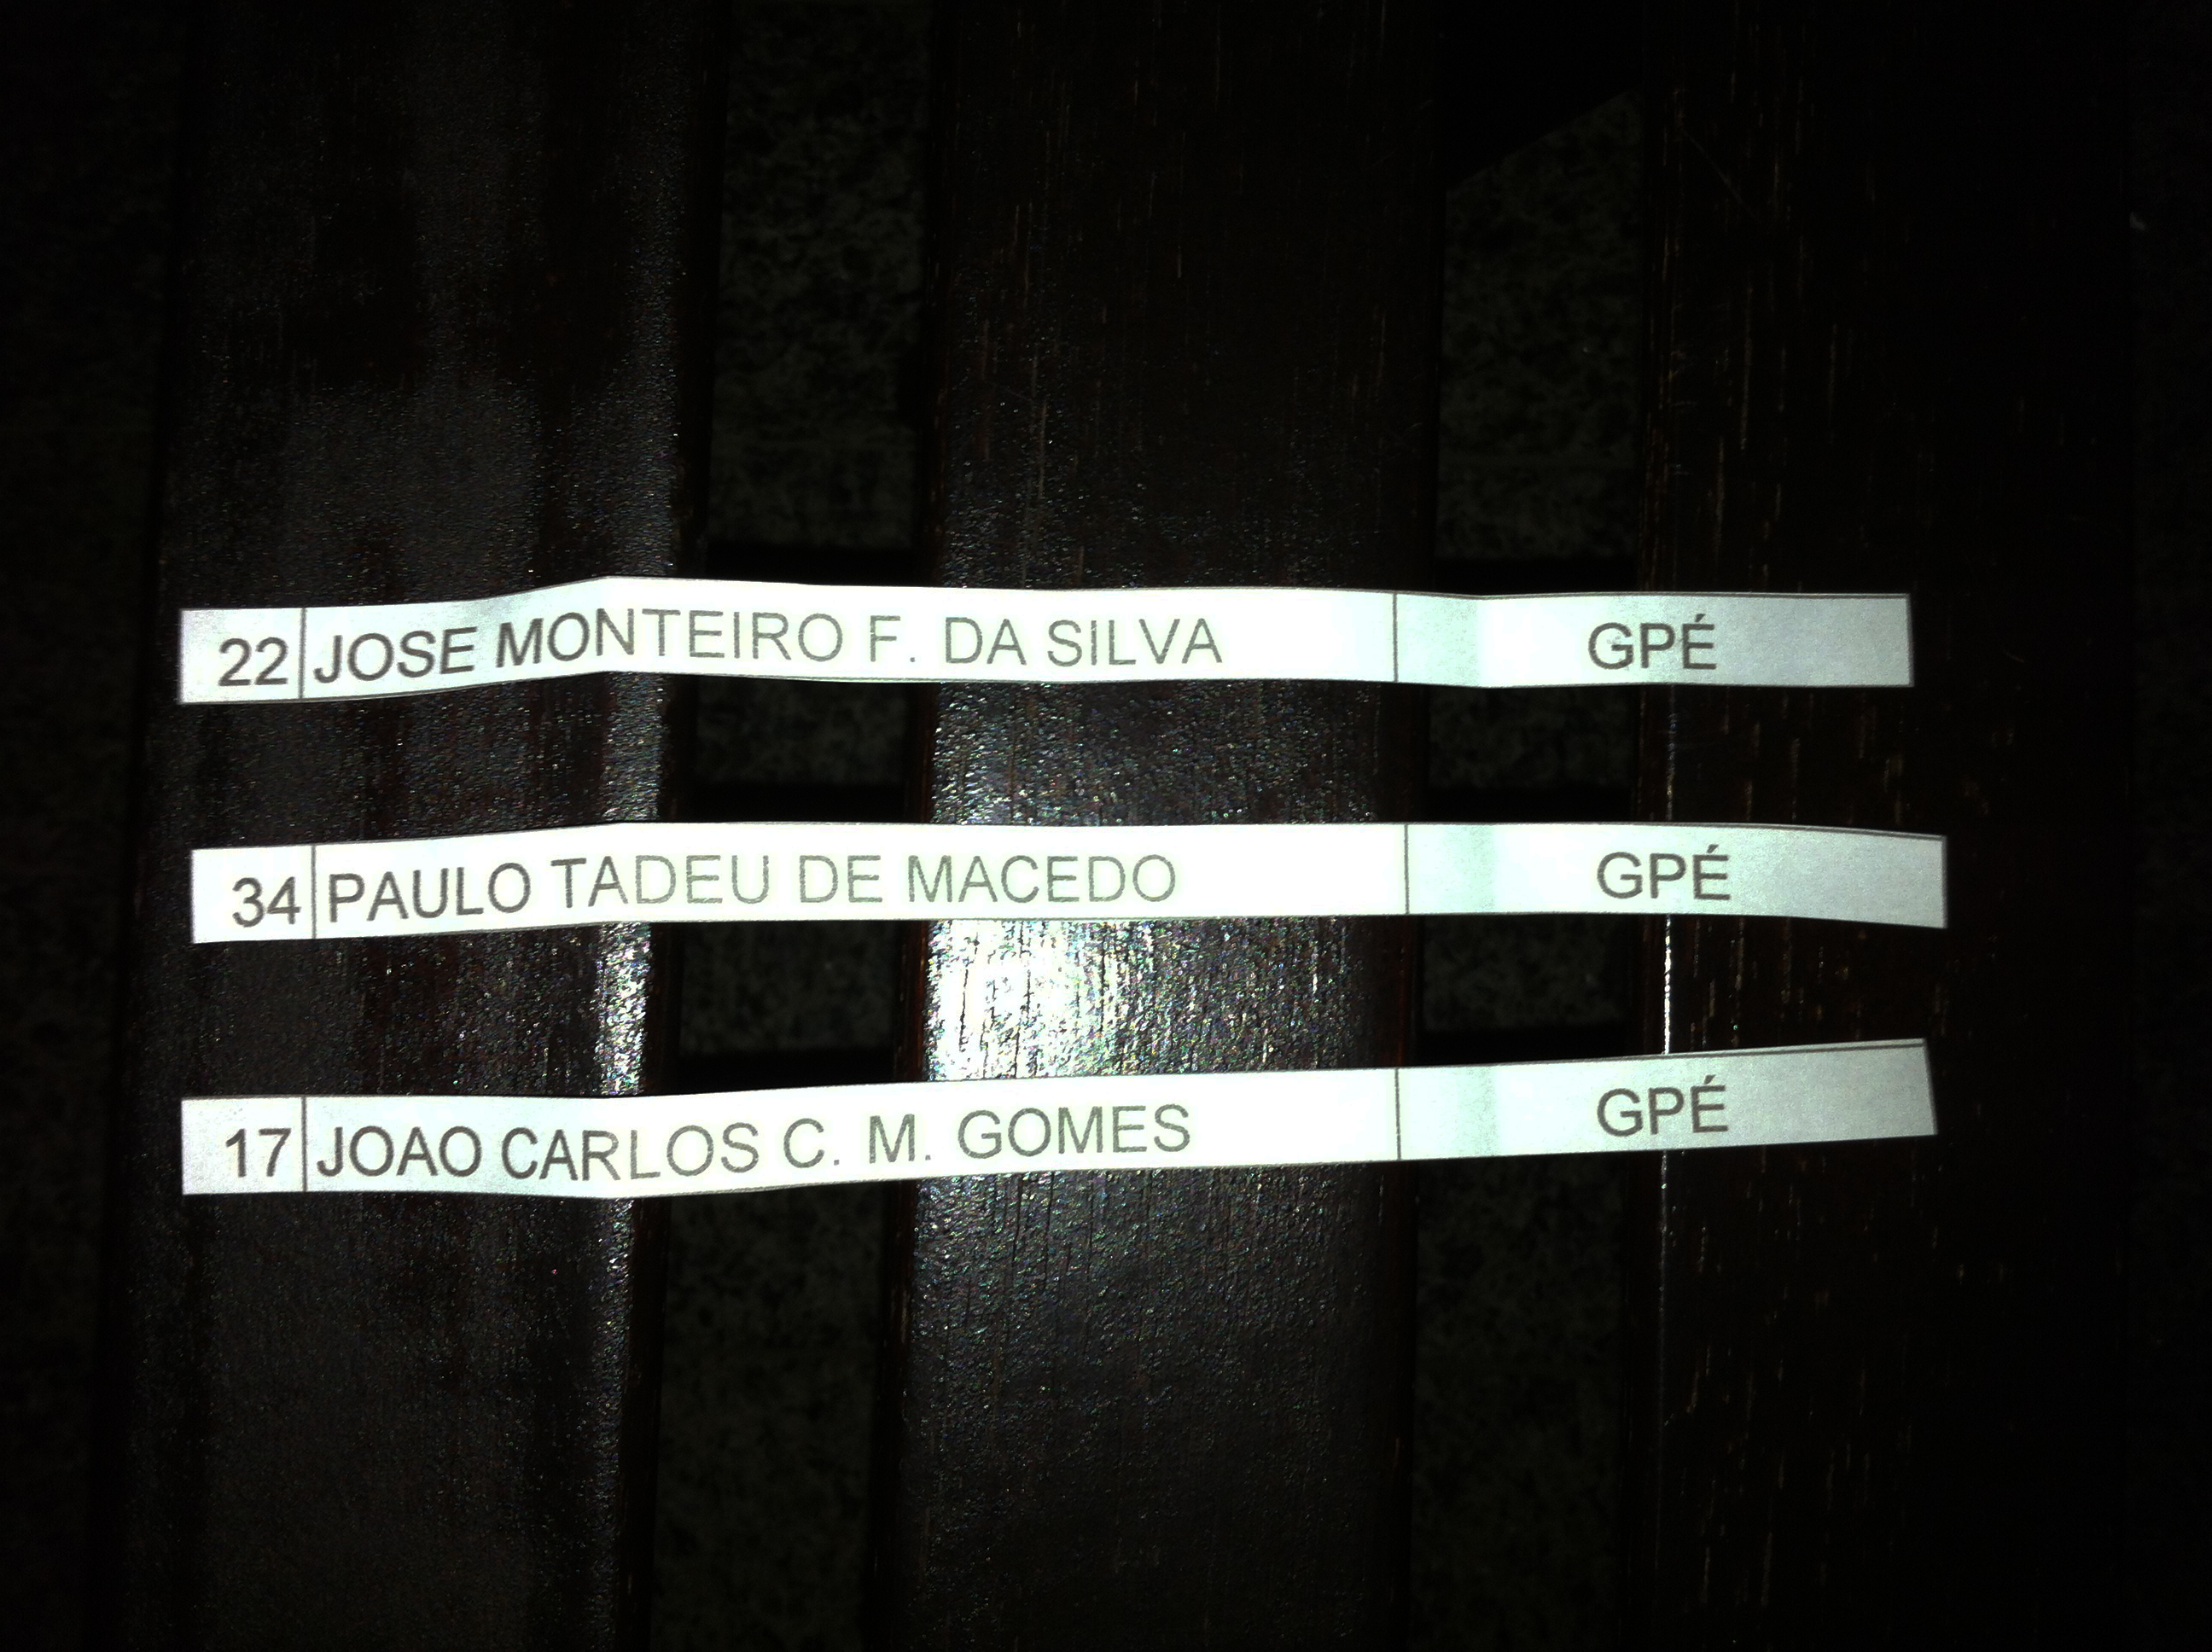 22 JOSE MONTEIRO F. DA SILVA GPÉ
34 PAULO TADEU DE MACEDO GPÉ
17 JOAO CARLOS C. M. GOMES GPÉ